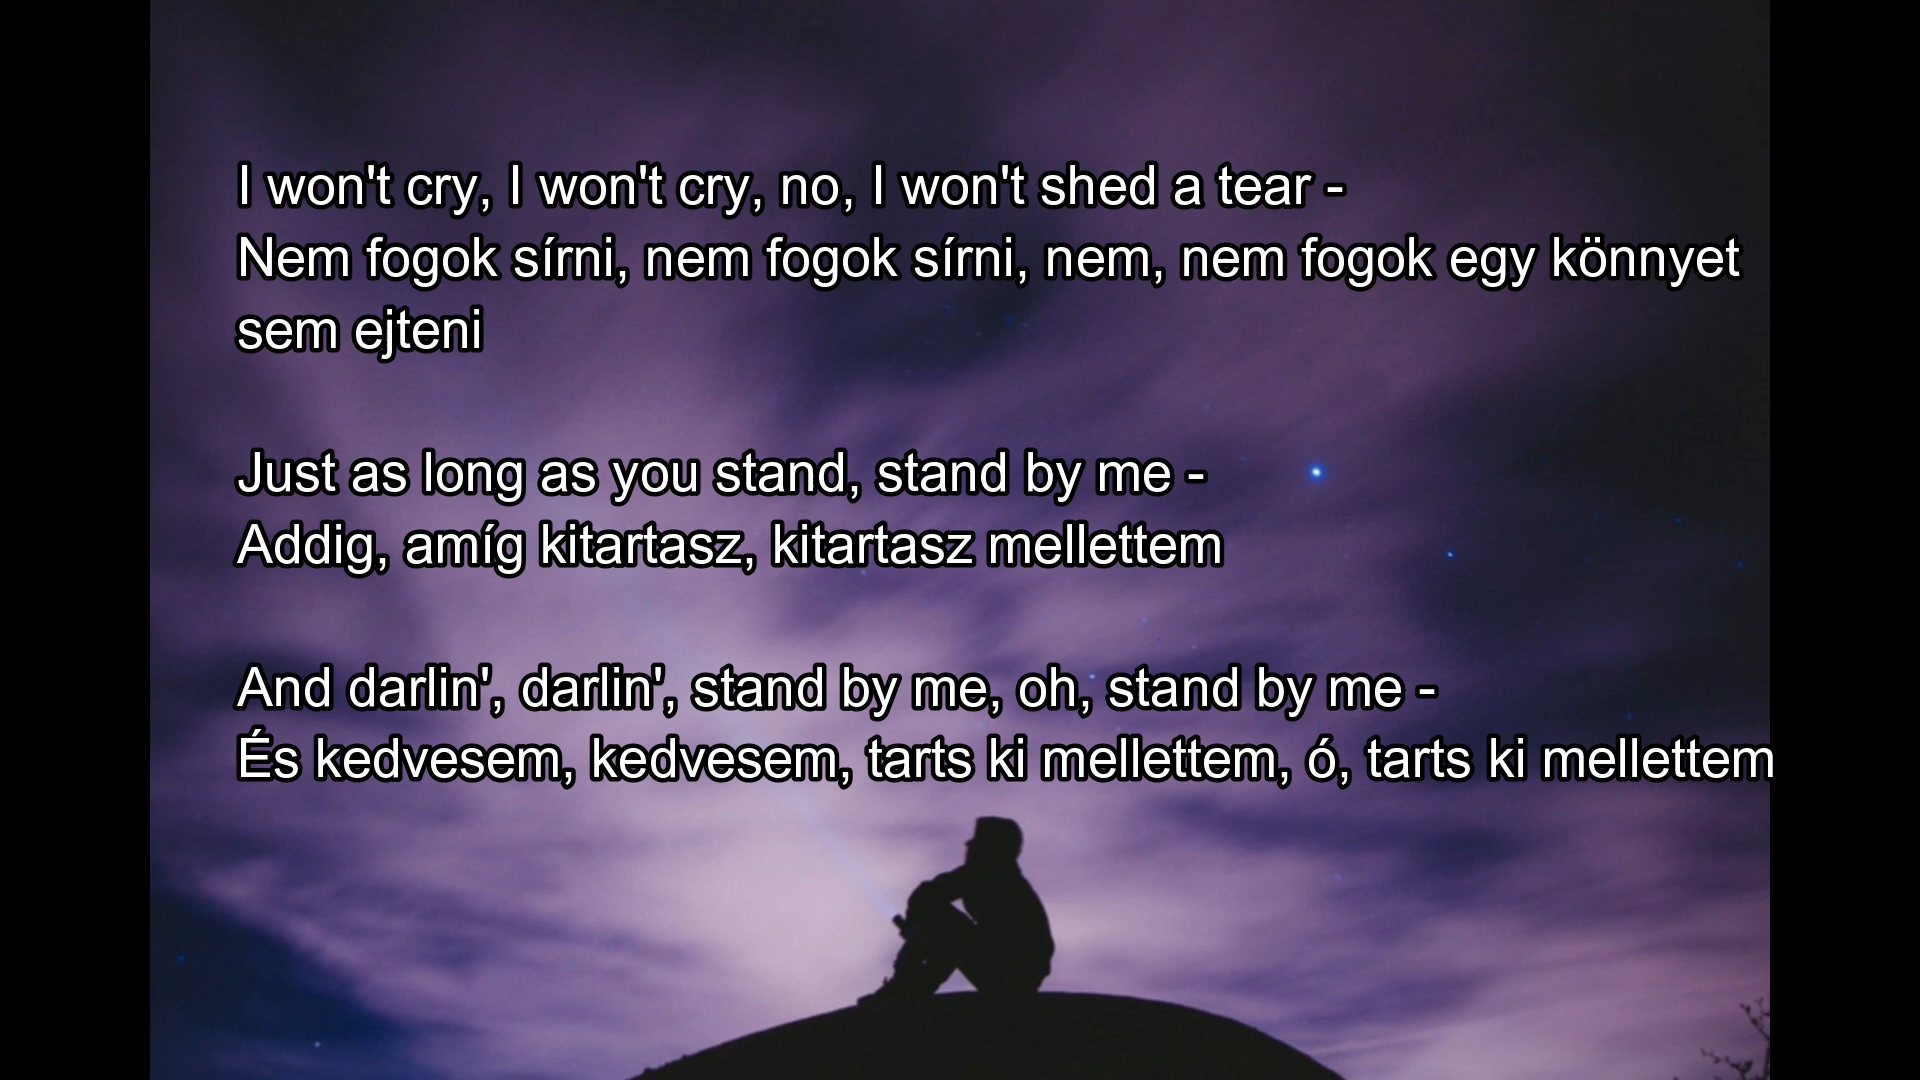 I won't cry, I won't cry, no, I won't shed a tear -
Nem fogok sírni, nem fogok sírni, nem, nem fogok egy könnyet
sem ejteni
Just as long as you stand, stand by me -
Addig, amíg kitartasz, kitartasz mellettem
And darlin', darlin', stand by me, oh, stand by me -
És kedvesem, kedvesem, tarts ki mellettem, ó, tarts ki mellettem